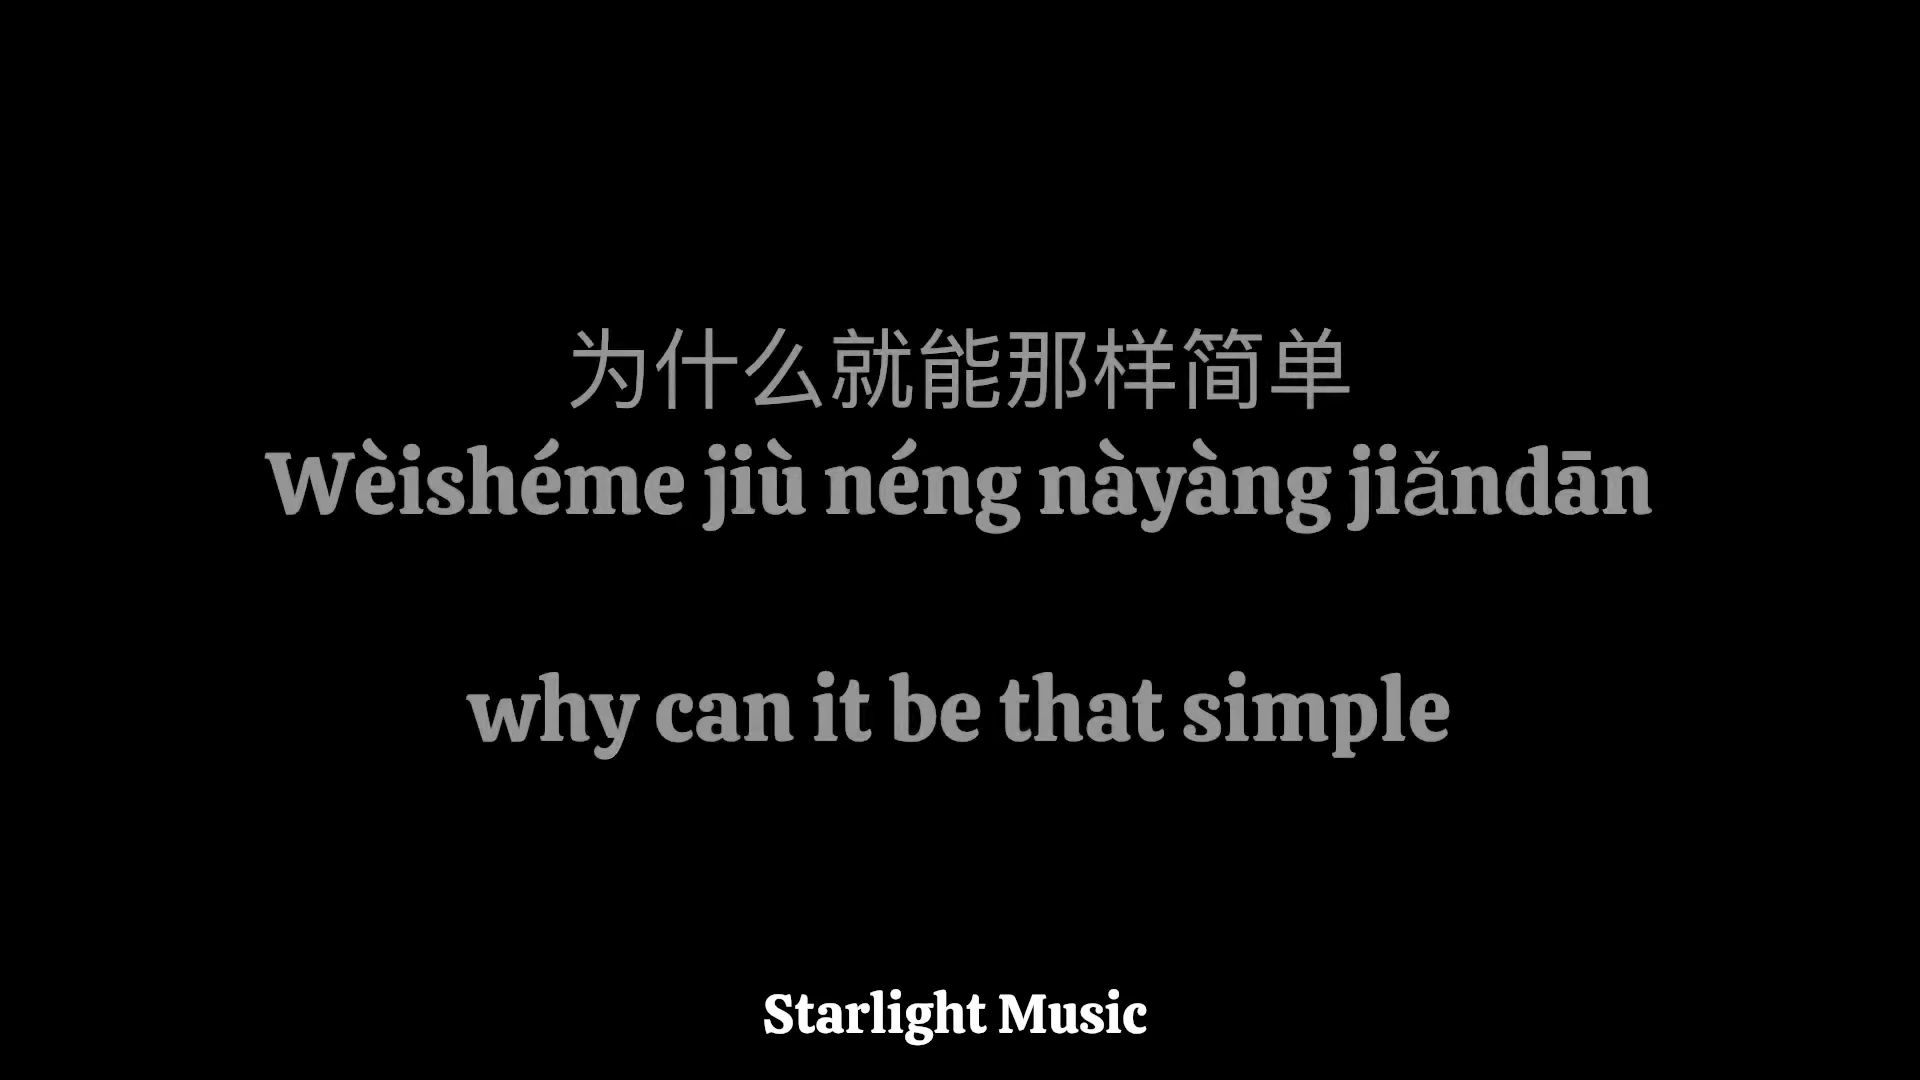 为什么就能那样简单
Wèishéme jiù néng nàyàng jiǎndān
why can it be that simple
Starlight Music